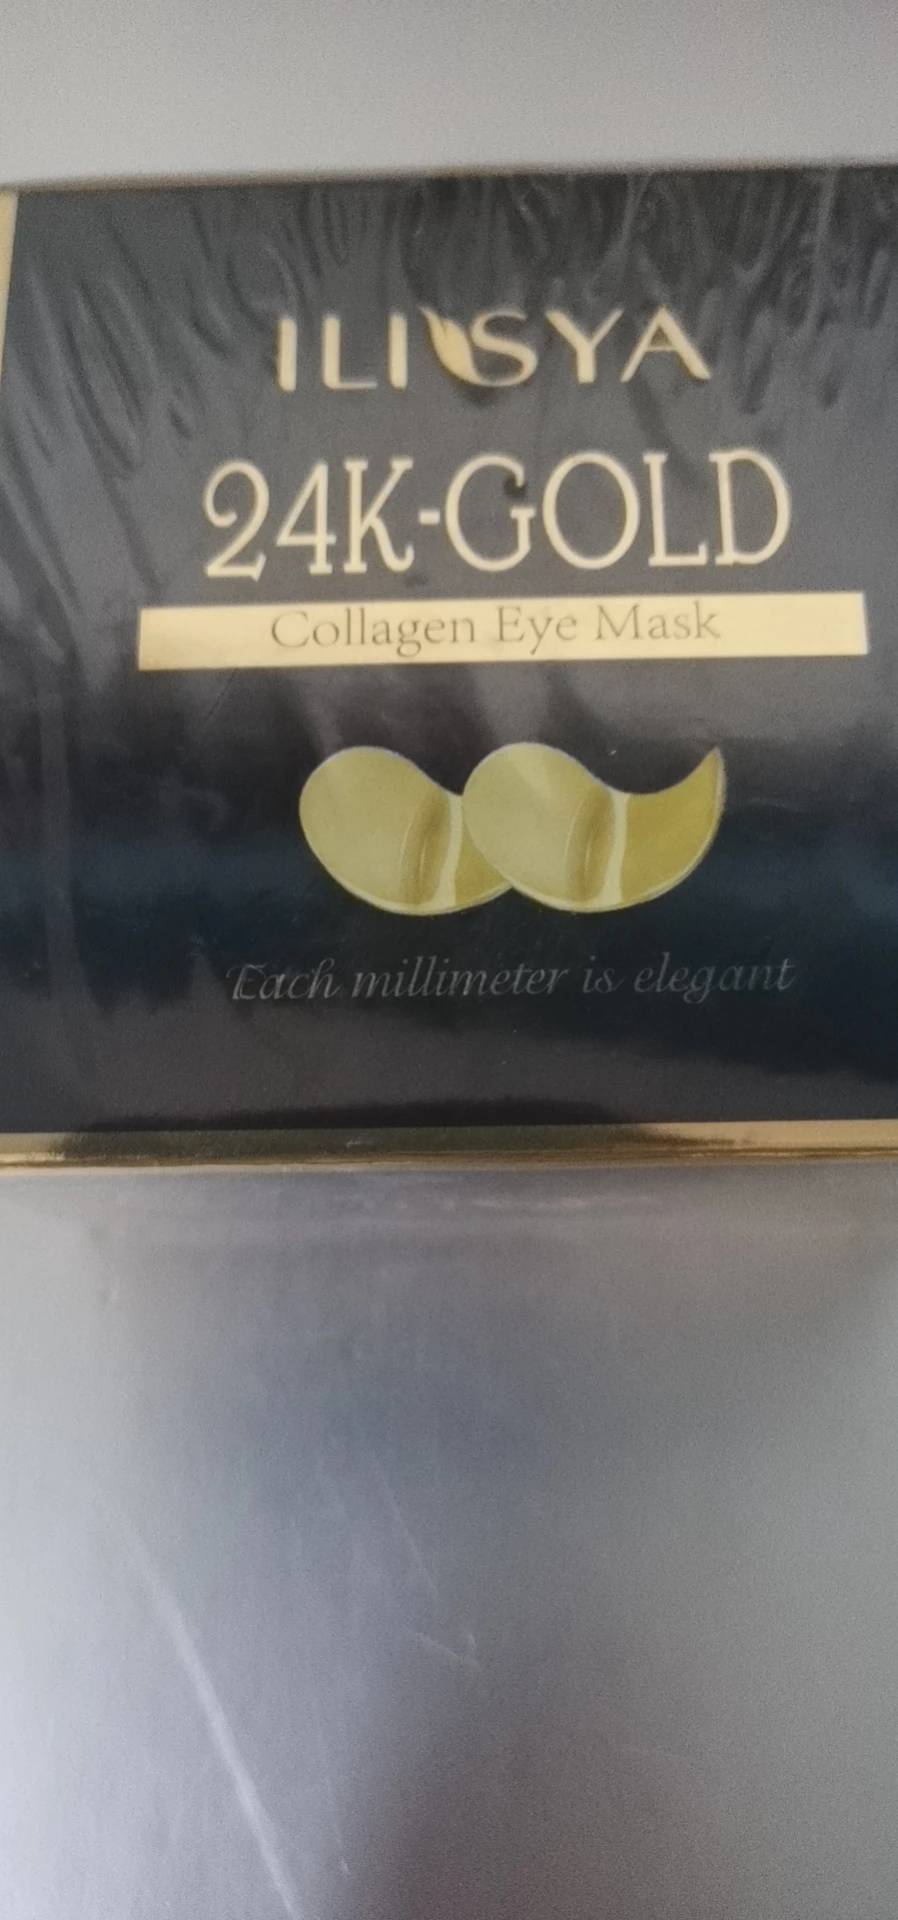 ILISYA
24K-GOLD
Collagen Eye Mask
Each millimeter is elegant